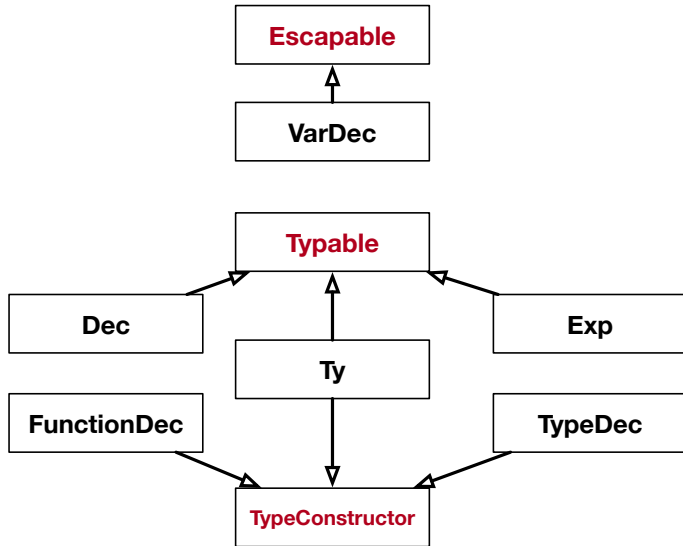 Escapable
VarDec
Typable
Dec
Exp
Ty
FunctionDec
TypeDec
TypeConstructor